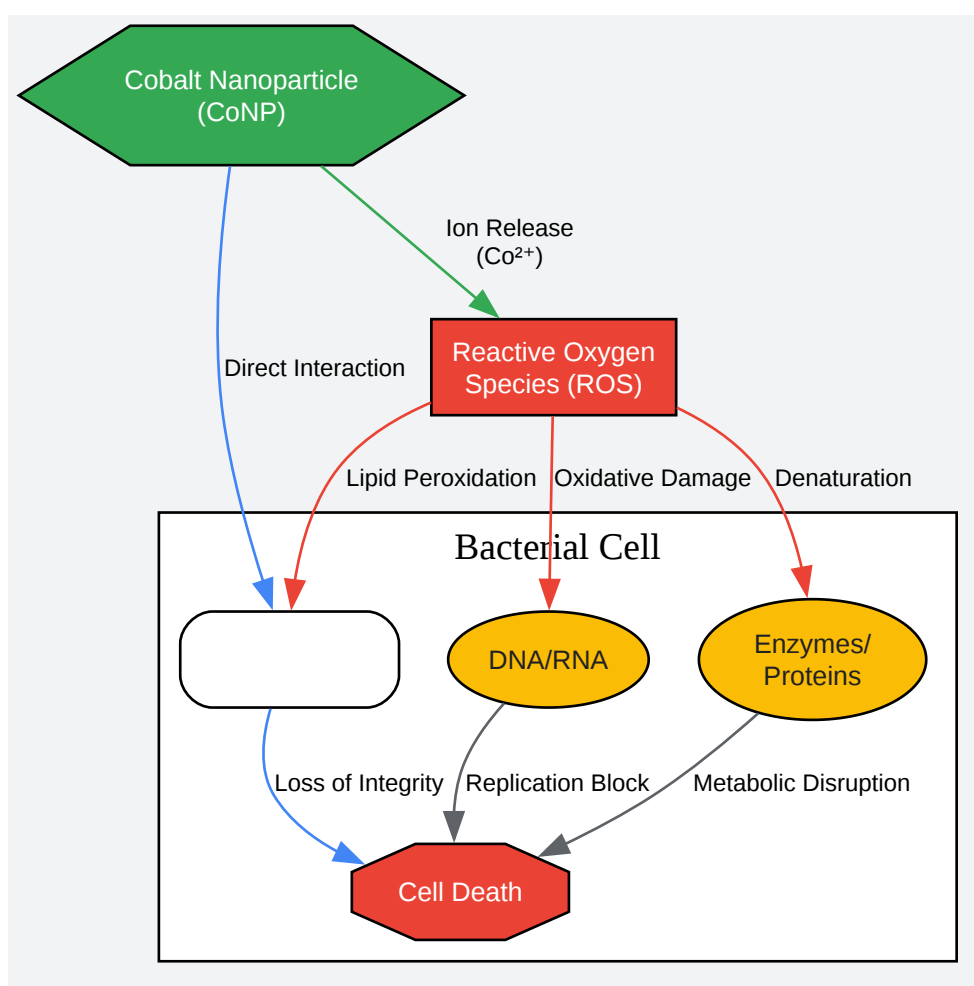 Cobalt Nanoparticle
(CoNP)
Ion Release
(Co²⁺)
Reactive Oxygen
Species (ROS)
Direct Interaction
Lipid Peroxidation
Oxidative Damage
Denaturation
Bacterial Cell
DNA/RNA
Enzymes/
Proteins
Loss of Integrity
Replication Block
Metabolic Disruption
Cell Death